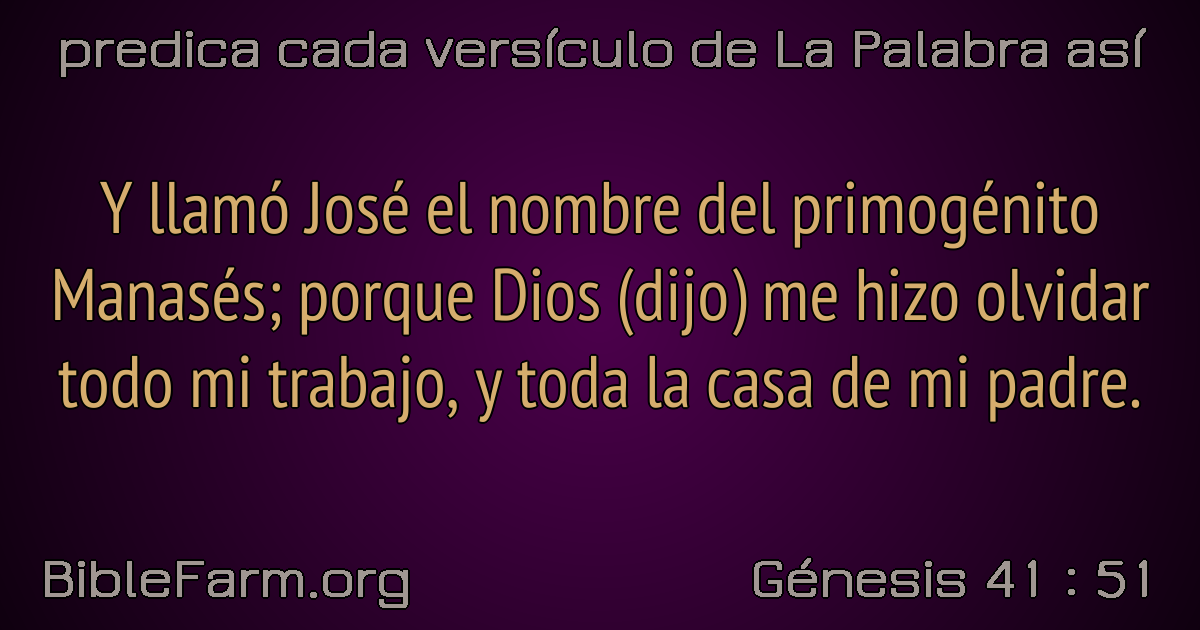 predica cada versículo de La Palabra así
Y llamó José el nombre del primogénito
Manasés; porque Dios (dijo) me hizo olvidar
todo mi trabajo, y toda la casa de mi padre.
BibleFarm.org
Génesis 41 : 51